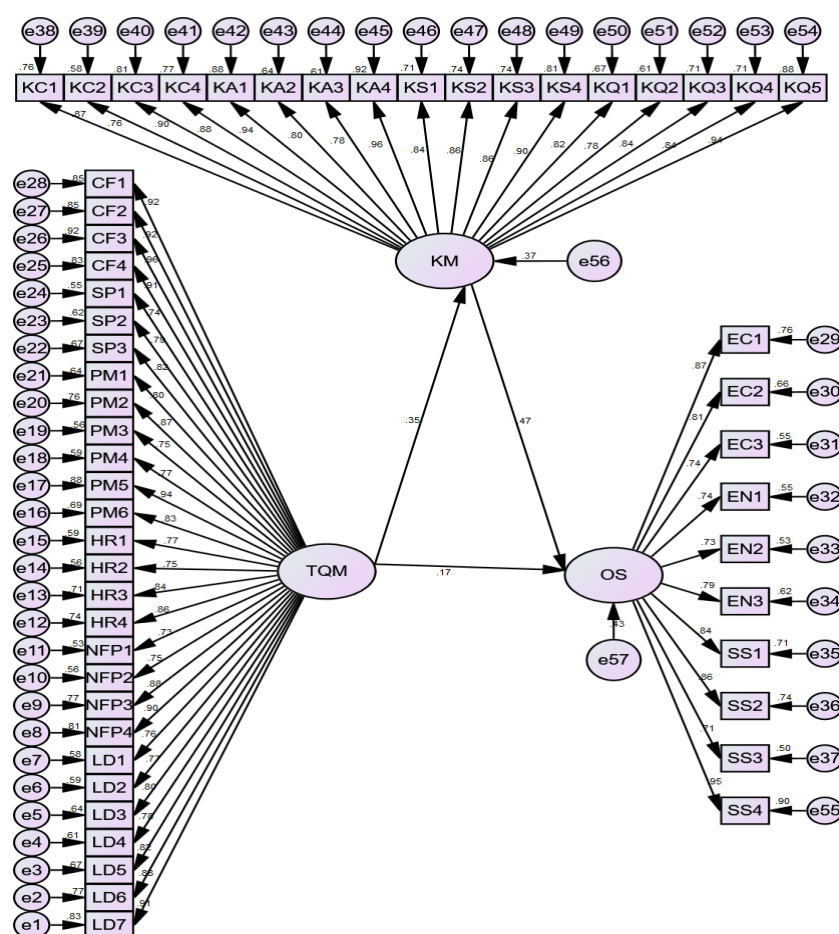 e38 e39 e40 e41 e42 e43 e44 e45 e46 e47 e48 e49 e50 e51 e52 e53 e54
.76 .58 .81 .77 .88 .64 .61 .92 .71 .74 .74 .81 .67 .61 .71 .71 .88
KC1 KC2 KC3 KC4 KA1 KA2 KA3 KA4 KS1 KS2 KS3 KS4 KQ1 KQ2 KQ3 KQ4 KQ5
.87 .76 .90 .88 .94 .80 .78 .96 .84 .86 .86 .90 .82 .78 .84 .84 .94
KM .37 e56
e28 .85 CF1 .92
e27 .85 CF2 .92
e26 .92 CF3 .96
e25 .83 CF4 .91
e24 .55 SP1 .74
e23 .62 SP2 .79
e22 .67 SP3 .82
e21 .64 PM1 .80
e20 .76 PM2 .87
e19 .56 PM3 .75
e18 .59 PM4 .77
e17 .88 PM5 .94
e16 .69 PM6 .83
e15 .59 HR1 .77
e14 .56 HR2 .75
e13 .71 HR3 .84
e12 .74 HR4 .86
e11 .53 NFP1 .73
e10 .56 NFP2 .75
e9 .77 NFP3 .88
e8 .81 NFP4 .90
e7 .58 LD1 .76
e6 .59 LD2 .77
e5 .64 LD3 .80
e4 .61 LD4 .78
e3 .67 LD5 .82
e2 .77 LD6 .88
e1 .83 LD7 .91
TQM
.35
.47
.17
OS
.43
e57
.87 EC1 .76 e29
.81 EC2 .66 e30
.74 EC3 .55 e31
.74 EN1 .55 e32
.73 EN2 .53 e33
.79 EN3 .62 e34
.84 SS1 .71 e35
.86 SS2 .74 e36
.71 SS3 .50 e37
.95 SS4 .90 e55